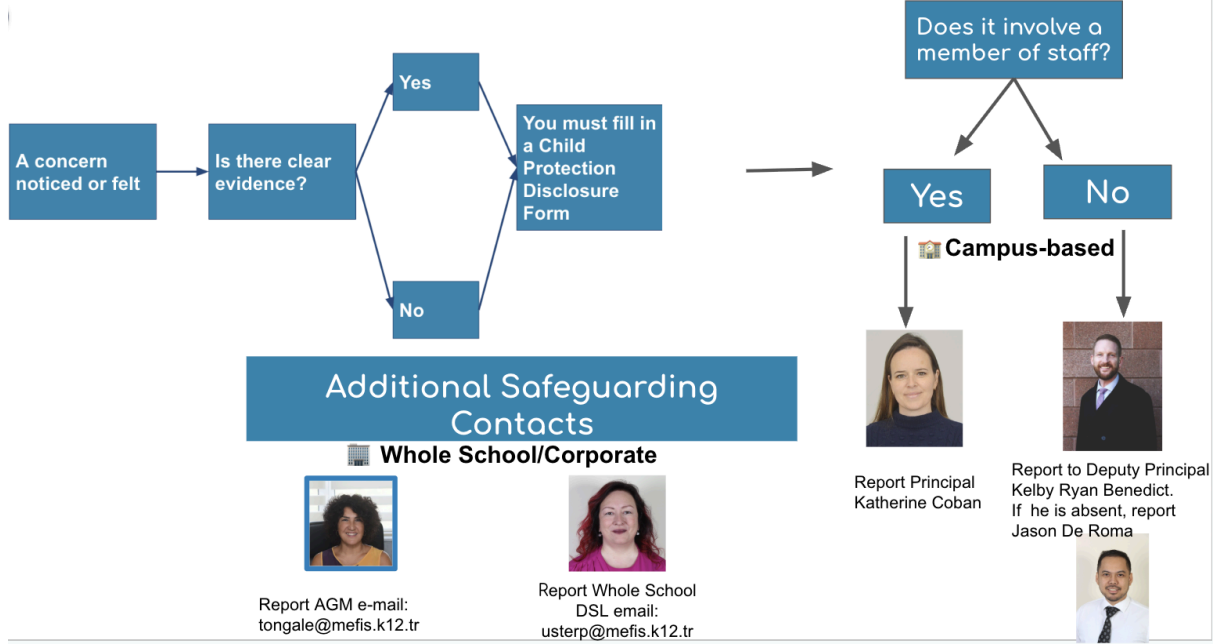 A concern
noticed or felt
Is there clear
evidence?
Yes
No
You must fill in
a Child
Protection
Disclosure
Form
Does it involve a
member of staff?
Yes
No
Campus-based
Report Principal
Katherine Coban
Report to Deputy Principal
Kelby Ryan Benedict.
If he is absent, report
Jason De Roma
Additional Safeguarding
Contacts
Whole School/Corporate
Report AGM e-mail:
tongale@mefis.k12.tr
Report Whole School
DSL email:
usterp@mefis.k12.tr